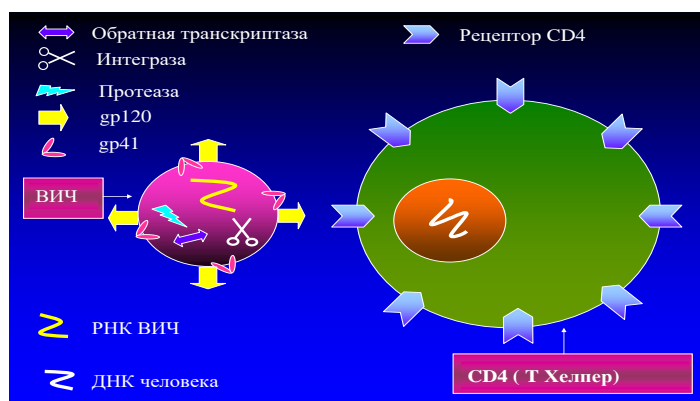 Обратная транскриптаза
Интеграза
Протеаза
gp120
gp41
Рецептор CD4
ВИЧ
РНК ВИЧ
ДНК человека
CD4 ( Т Хелпер)